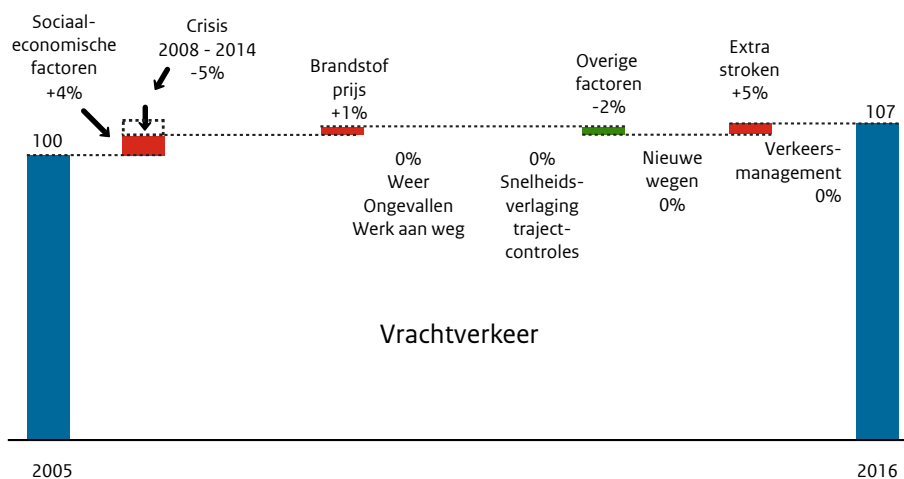 Sociaal-
economische
factoren
+4%
Crisis
2008 - 2014
-5%
Brandstof
prijs
+1%
Overige
factoren
-2%
Extra
stroken
+5%
100
107
0%
Weer
Ongevallen
Werk aan weg
0%
Snelheids-
verlaging
traject-
controles
Nieuwe
wegen
0%
Verkeers-
management
0%
Vrachtverkeer
2005
2016